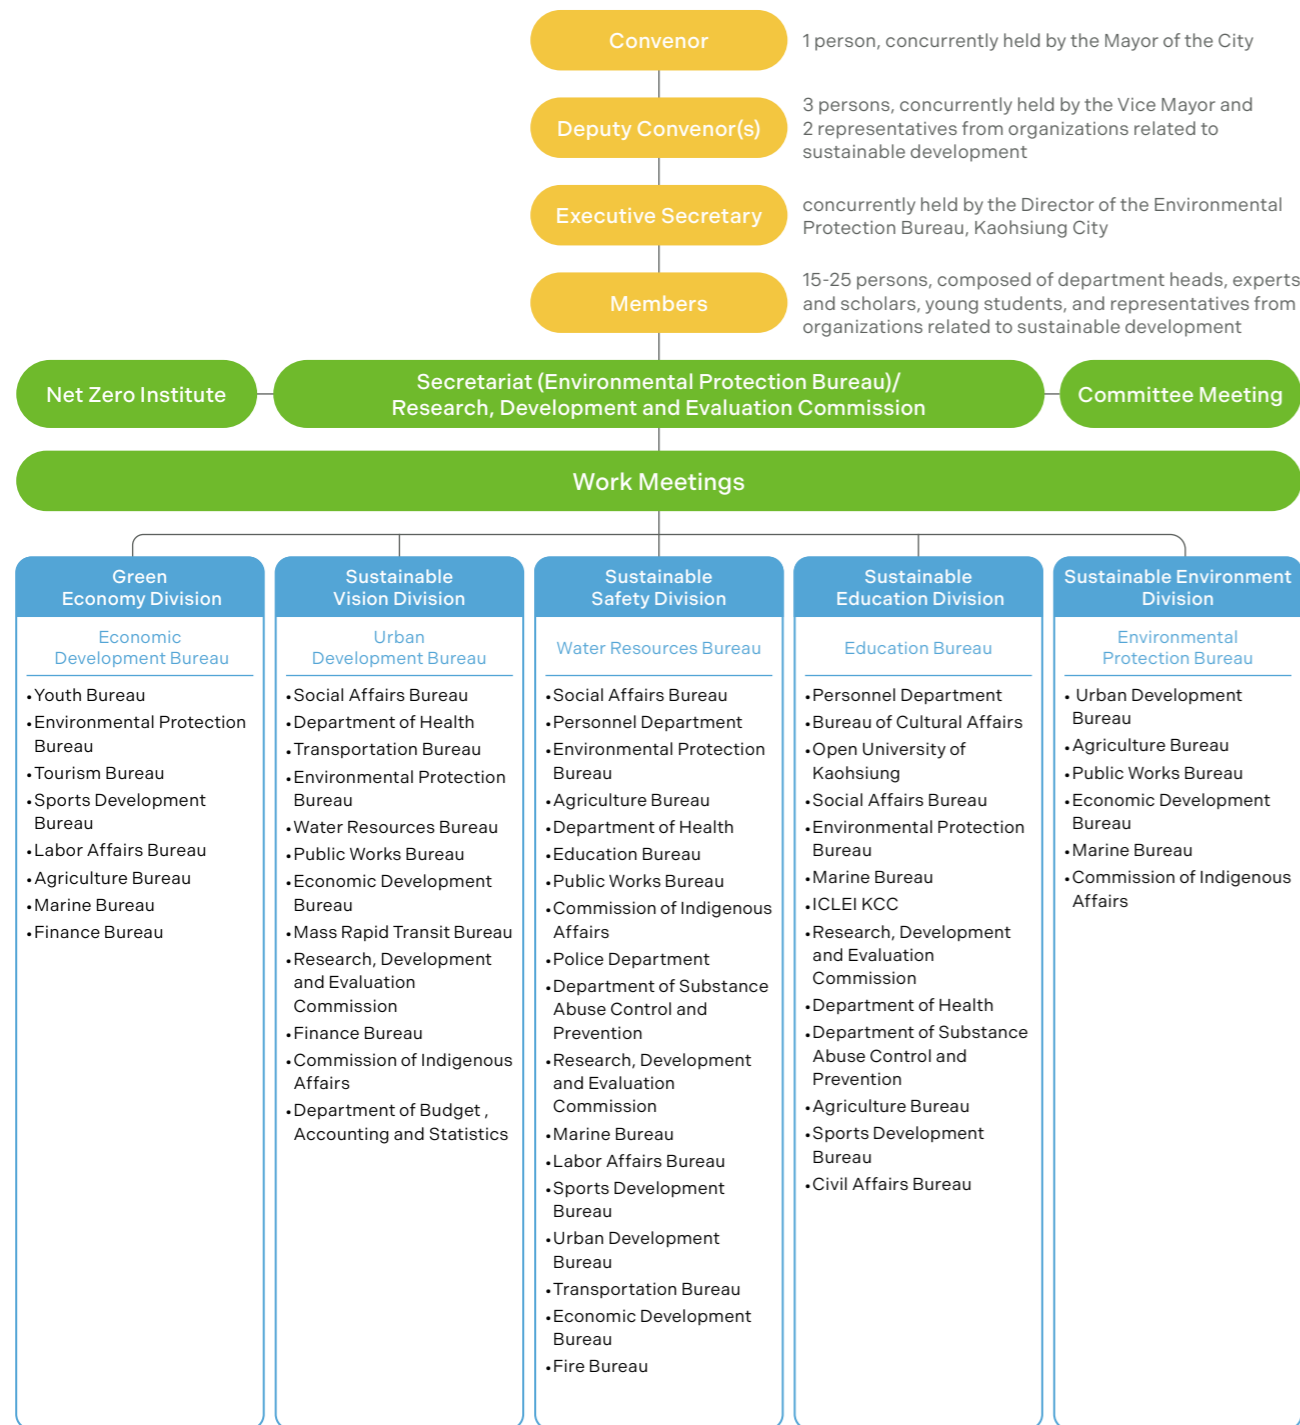 Convenor
1 person, concurrently held by the Mayor of the City
Deputy Convenor(s)
3 persons, concurrently held by the Vice Mayor and
2 representatives from organizations related to
sustainable development
Executive Secretary
concurrently held by the Director of the Environmental
Protection Bureau, Kaohsiung City
Members
15-25 persons, composed of department heads, experts
and scholars, young students, and representatives from
organizations related to sustainable development
Net Zero Institute
Secretariat (Environmental Protection Bureau)/
Research, Development and Evaluation Commission
Committee Meeting
Work Meetings
Green
Economy Division
Economic
Development Bureau
•Youth Bureau
•Environmental Protection
Bureau
•Tourism Bureau
•Sports Development
Bureau
•Labor Affairs Bureau
•Agriculture Bureau
•Marine Bureau
•Finance Bureau
Sustainable
Vision Division
Urban
Development Bureau
•Social Affairs Bureau
•Department of Health
•Transportation Bureau
•Environmental Protection
Bureau
•Water Resources Bureau
•Public Works Bureau
•Economic Development
Bureau
•Mass Rapid Transit Bureau
•Research, Development
and Evaluation
Commission
•Finance Bureau
•Commission of Indigenous
Affairs
•Department of Budget ,
Accounting and Statistics
Sustainable
Safety Division
Water Resources Bureau
•Social Affairs Bureau
•Personnel Department
•Environmental Protection
Bureau
•Agriculture Bureau
•Department of Health
•Education Bureau
•Public Works Bureau
•Commission of Indigenous
Affairs
•Police Department
•Department of Substance
Abuse Control and
Prevention
•Research, Development
and Evaluation
Commission
•Marine Bureau
•Labor Affairs Bureau
•Sports Development
Bureau
•Urban Development
Bureau
•Transportation Bureau
•Economic Development
Bureau
•Fire Bureau
Sustainable
Education Division
Education Bureau
•Personnel Department
•Bureau of Cultural Affairs
•Open University of
Kaohsiung
•Social Affairs Bureau
•Environmental Protection
Bureau
•Marine Bureau
•ICLEI KCC
•Research, Development
and Evaluation
Commission
•Department of Health
•Department of Substance
Abuse Control and
Prevention
•Agriculture Bureau
•Sports Development
Bureau
•Civil Affairs Bureau
Sustainable Environment
Division
Environmental
Protection Bureau
• Urban Development
Bureau
•Agriculture Bureau
•Public Works Bureau
•Economic Development
Bureau
•Marine Bureau
•Commission of Indigenous
Affairs